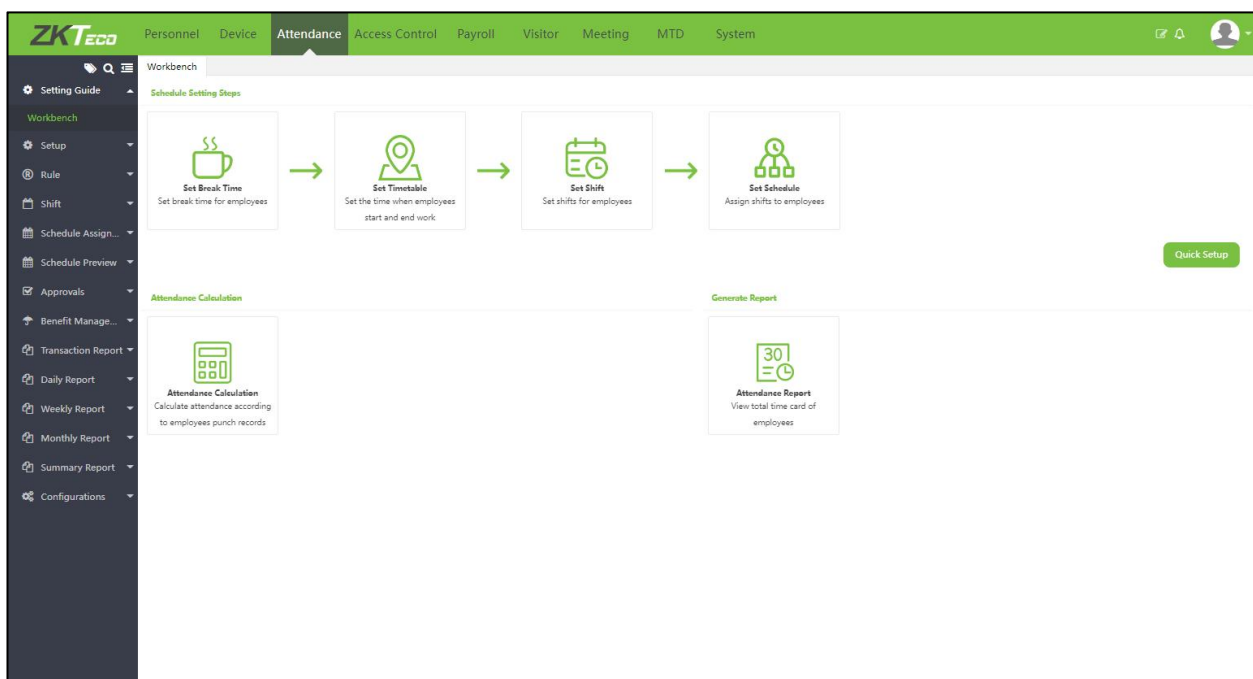 ZKTECO
Personnel Device Attendance Access Control Payroll Visitor Meeting MTD System
Workbench
Setting Guide
Workbench
Setup
Rule
Shift
Schedule Assign...
Schedule Preview
Approvals
Benefit Manage...
Transaction Report
Daily Report
Weekly Report
Monthly Report
Summary Report
Configurations
Schedule Setting Steps
Set Break Time
Set break time for employees
Set Timetable
Set the time when employees
start and end work
Set Shift
Set shifts for employees
Set Schedule
Assign shifts to employees
Quick Setup
Attendance Calculation
Attendance Calculation
Calculate attendance according
to employees punch records
Generate Report
30
Attendance Report
View total time card of
employees